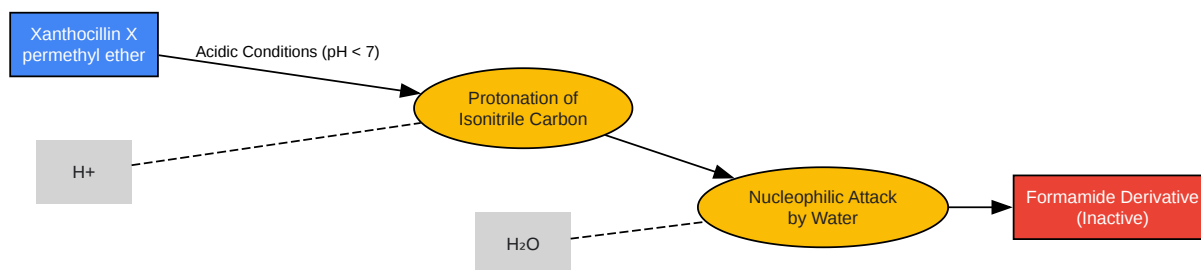 Xanthocillin X
permethyl ether
Acidic Conditions (pH < 7)
Protonation of
Isonitrile Carbon
H+
Nucleophilic Attack
by Water
H₂O
Formamide Derivative
(Inactive)